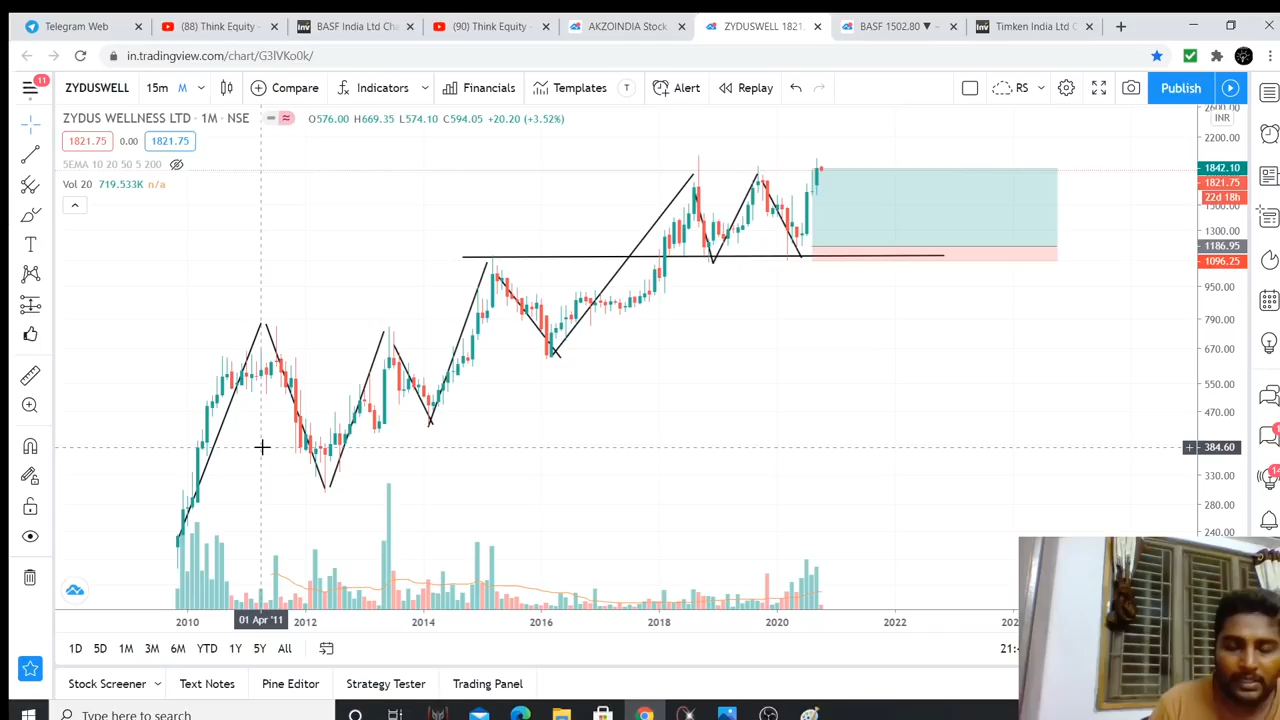 Telegram Web
(88) Think Equity -
BASF India Ltd Cha
(90) Think Equity -
AKZOINDIA Stock
ZYDUSWELL 1821.
BASF 1502.80 ▼ –
Timken India Ltd C
in.tradingview.com/chart/G3lVKo0k/
11
ZYDUSWELL
15m
M
Compare
Indicators
Financials
Templates
T
Alert
Replay
RS
Publish
ZYDUS WELLNESS LTD · 1M · NSE
O576.00 H669.35 L574.10 C594.05 +20.20 (+3.52%)
INR
2200.00
1821.75
0.00
1821.75
5EMA 10 20 50 5 200
Vol 20 719.533K n/a
1842.10
1821.75
22d 18h
1500.00
1300.00
1186.95
1096.25
950.00
790.00
670.00
550.00
470.00
384.60
330.00
280.00
240.00
2010
01 Apr '11
2012
2014
2016
2018
2020
2022
1D
5D
1M
3M
6M
YTD
1Y
5Y
All
Stock Screener
Text Notes
Pine Editor
Strategy Tester
Trading Panel
Type here to search